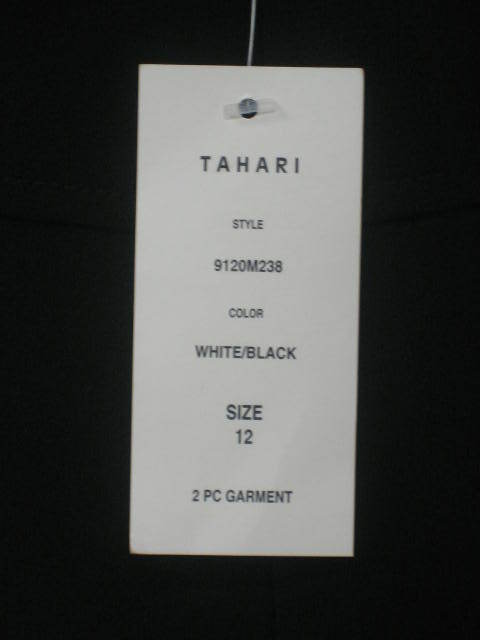 TAHARI
STYLE
9120M238
COLOR
WHITE/BLACK
SIZE
12
2 PC GARMENT